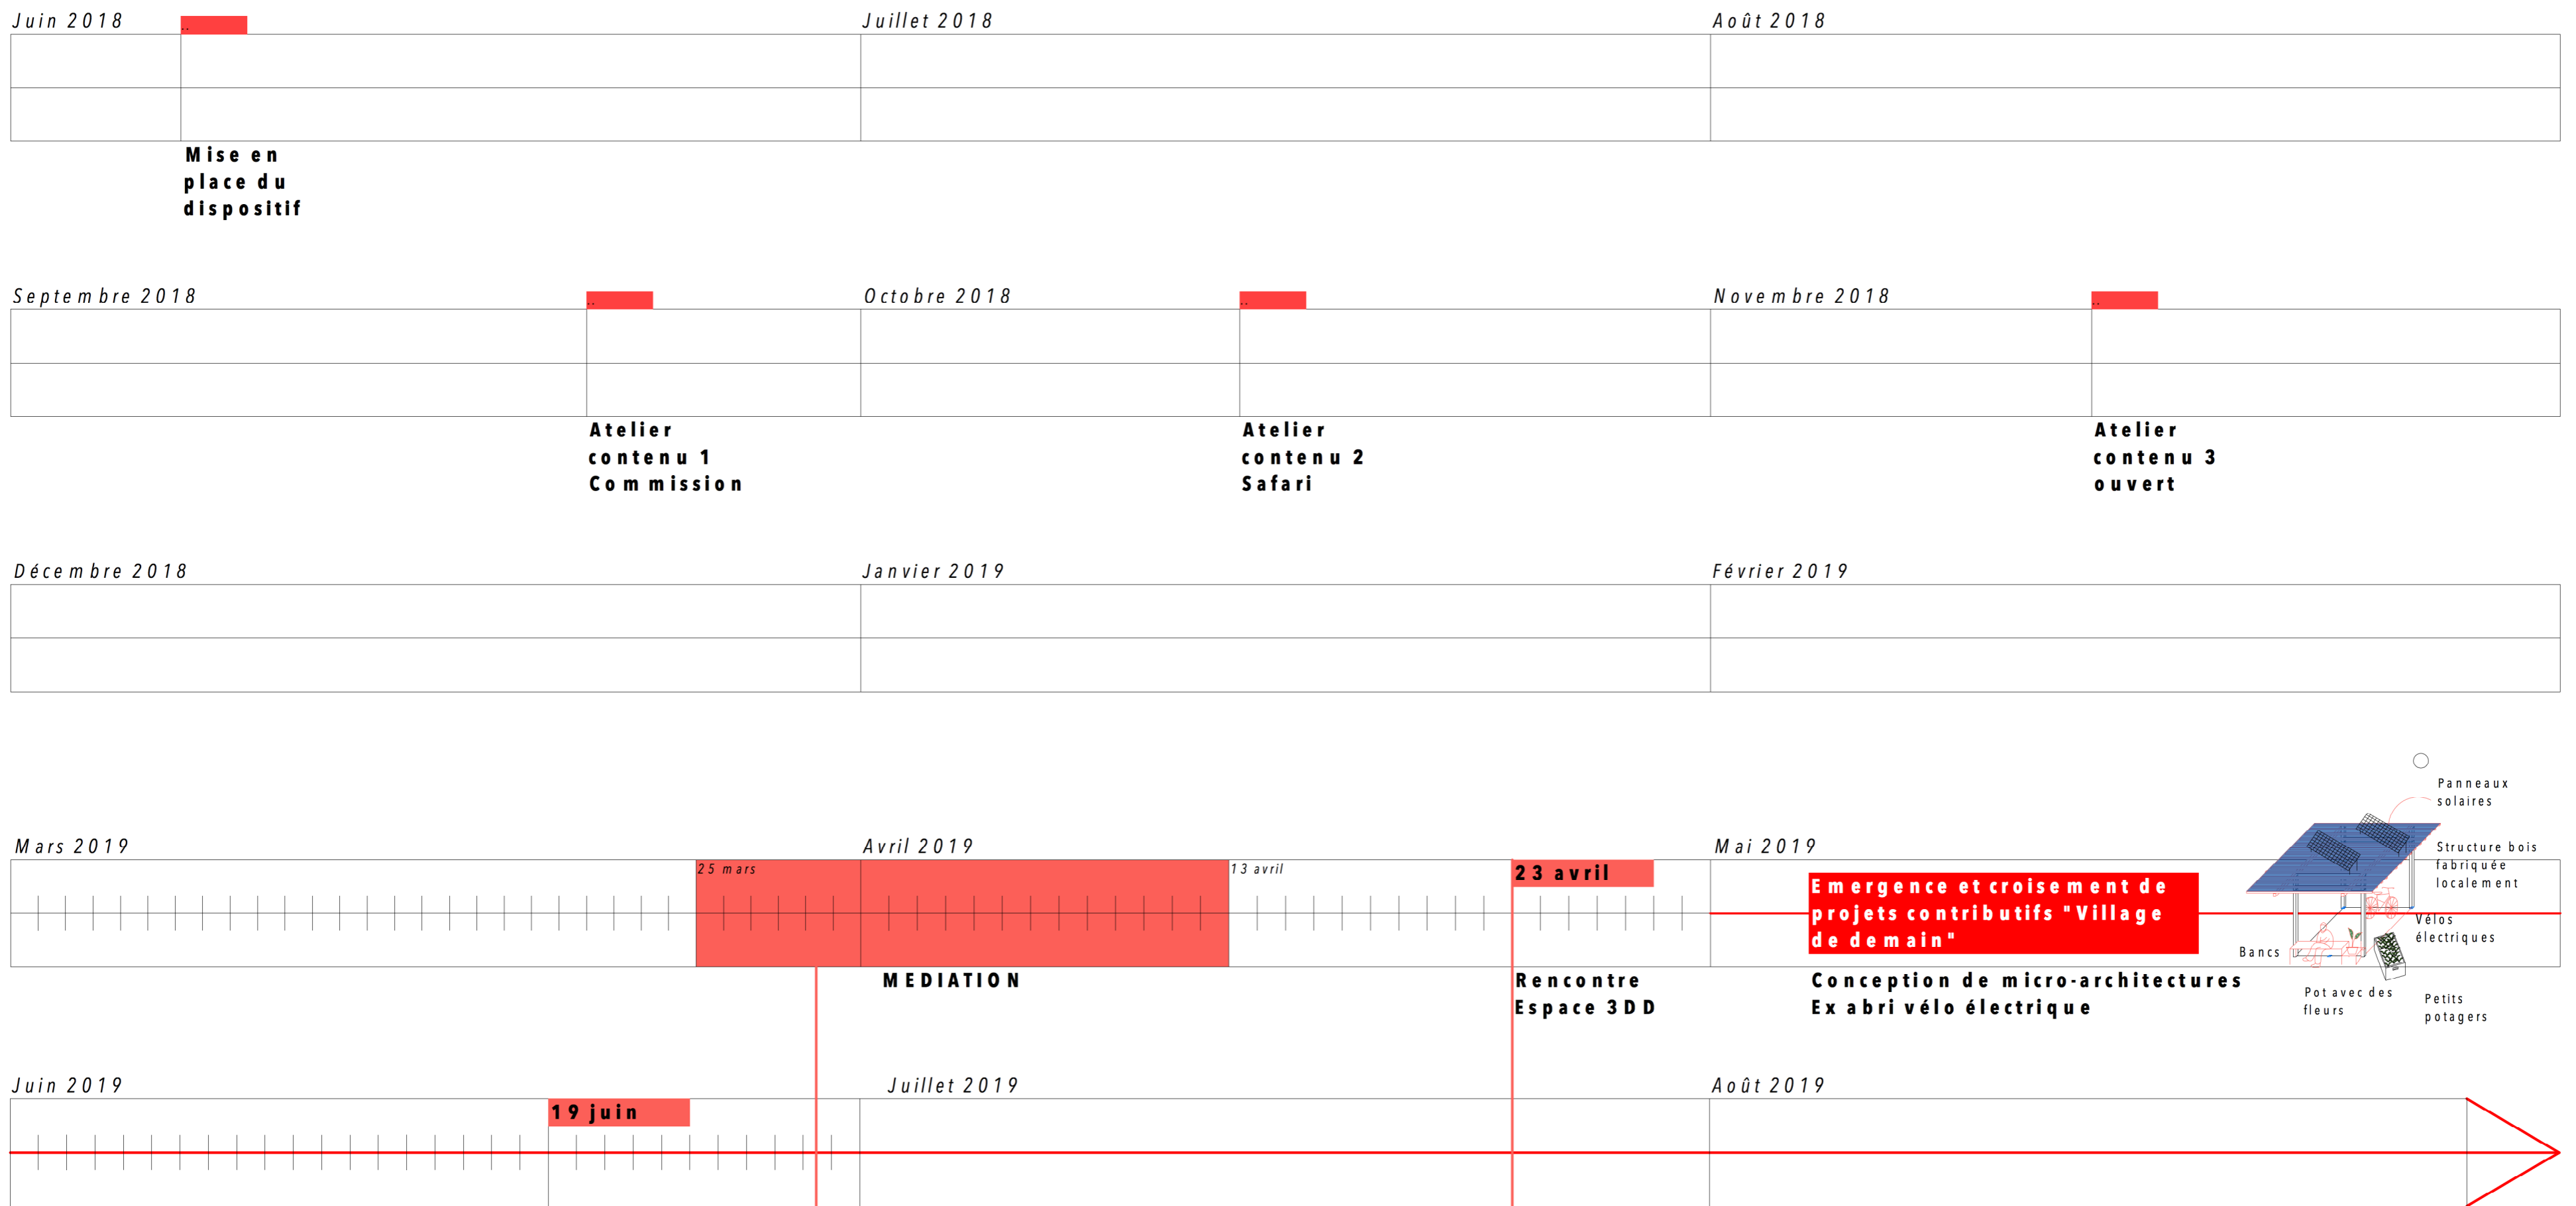 Juin 2018
..
Juillet 2018
Août 2018
Mise en
place du
dispositif
Septembre 2018
..
Octobre 2018
..
Novembre 2018
..
Atelier
contenu 1
Commission
Atelier
contenu 2
Safari
Atelier
contenu 3
ouvert
Décembre 2018
Janvier 2019
Février 2019
Mars 2019
Avril 2019
Mai 2019
25 mars
13 avril
23 avril
Emergence et croisement de
projets contributifs "Village
de demain"
Panneaux
solaires
Structure bois
fabriquée
localement
Vélos
électriques
Bancs
Pot avec des
fleurs
Petits
potagers
MEDIATION
Rencontre
Espace 3DD
Conception de micro-architectures
Ex abri vélo électrique
Juin 2019
Juillet 2019
Août 2019
19 juin